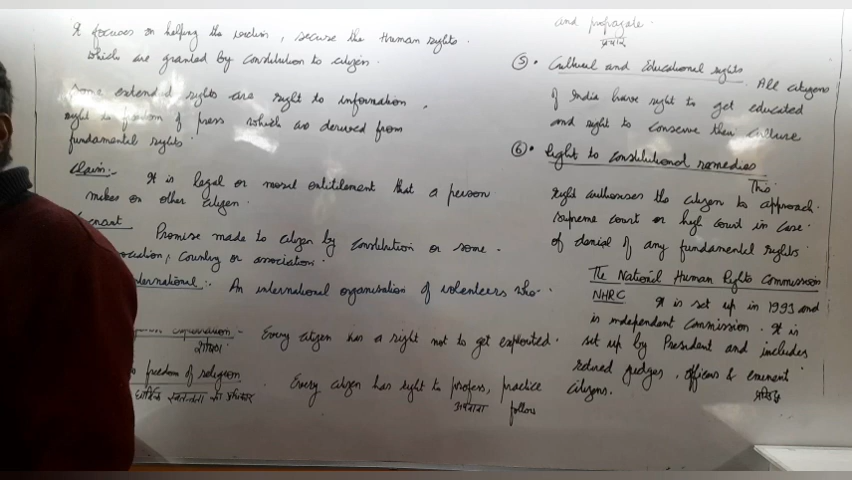 It focuses on helping the victim, secure the Human rights.
which are granted by constitution to citizen.
Some extend rights are right to information,
right to freedom of press which are derived from
fundamental rights.
Claim:-
It is legal or moral entitlement that a person
makes on other citizen.
Promise made to citizen by constitution or some
country or association.
ternational:- An international organisation of volunteers who
Every citizen has a right not to get exploited.
शोषण
freedom of religion
Every citizen has right to profess, practice
धार्मिक स्वतन्त्रता का अधिकार
अपनाना
follow
and propagate.
प्रचार
⑤ • Cultural and Educational rights. All citizens
of India have right to get educated
and right to conserve their culture
⑥ • Right to constitutional remedies
This
right authorises the citizen to approach.
supreme court or high court in case
of denial of any fundamental rights.
The National Human Rights Commission
NHRC It is set up in 1993 and
is independent commission. It is
set up by President and includes
retired judges, officers & eminent
citizens.